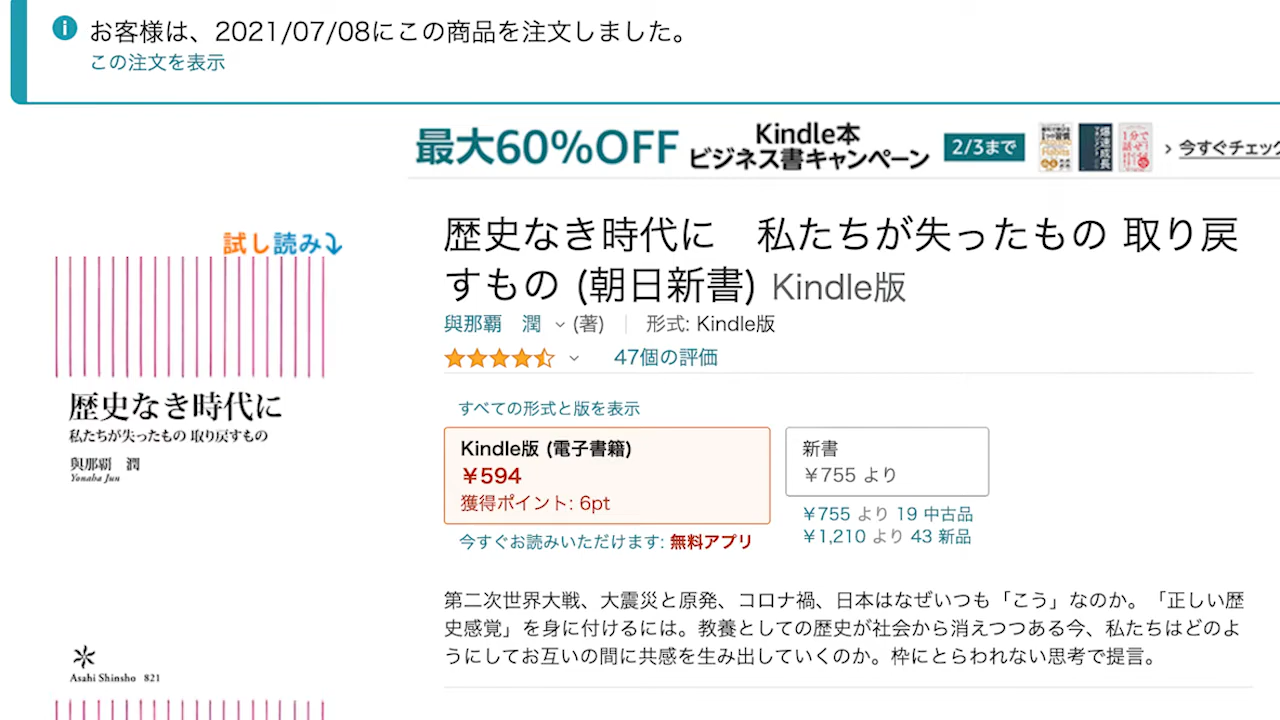 お客様は、2021/07/08にこの商品を注文しました。
この注文を表示
最大60%OFF
Kindle本
ビジネス書キャンペーン
2/3まで
今すぐチェック
試し読み
歴史なき時代に
私たちが失ったもの 取り戻すもの
與那覇 潤
Yonaha Jun
Asahi Shinsho 821
歴史なき時代に 私たちが失ったもの 取り戻
すもの (朝日新書) Kindle版
與那覇 潤 (著) 形式: Kindle版
47個の評価
すべての形式と版を表示
Kindle版 (電子書籍)
￥594
獲得ポイント: 6pt
今すぐお読みいただけます: 無料アプリ
新書
￥755 より
￥755 より 19 中古品
￥1,210 より 43 新品
第二次世界大戦、大震災と原発、コロナ禍、日本はなぜいつも「こう」なのか。「正しい歴
史感覚」を身に付けるには。教養としての歴史が社会から消えつつある今、私たちはどのよ
うにしてお互いの間に共感を生み出していくのか。枠にとらわれない思考で提言。